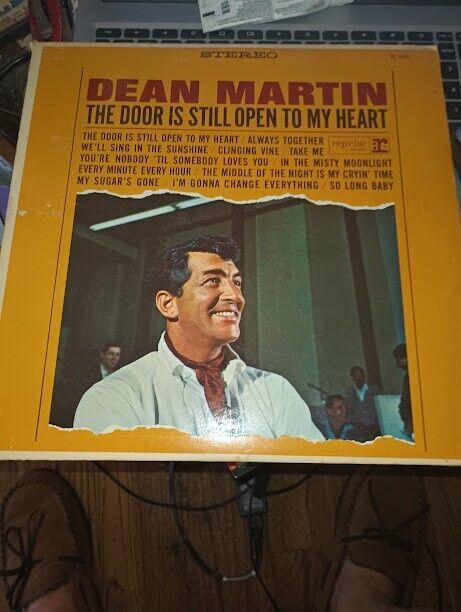 STEREO
DEAN MARTIN
THE DOOR IS STILL OPEN TO MY HEART
THE DOOR IS STILL OPEN TO MY HEART / ALWAYS TOGETHER
WE'LL SING IN THE SUNSHINE / CLINGING VINE / TAKE ME
reprise
YOU'RE NOBODY 'TIL SOMEBODY LOVES YOU / IN THE MISTY MOONLIGHT
EVERY MINUTE EVERY HOUR / THE MIDDLE OF THE NIGHT IS MY CRYIN' TIME
MY SUGAR'S GONE / I'M GONNA CHANGE EVERYTHING / SO LONG BABY